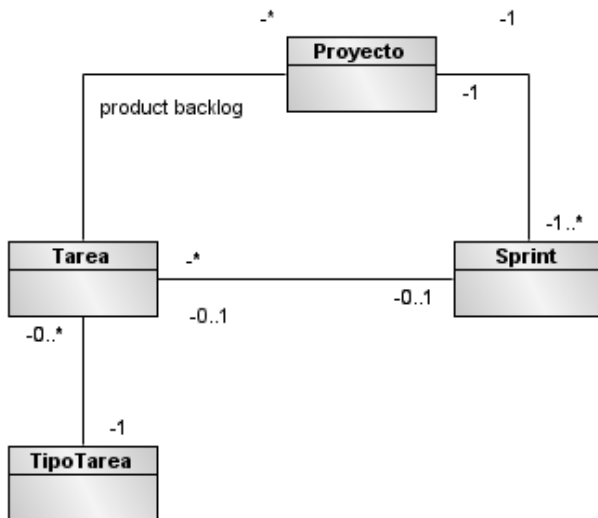 -*
-1
Proyecto
-1
product backlog
-1..*
Tarea
-*
Sprint
-0..1
-0..1
-0..*
-1
TipoTarea